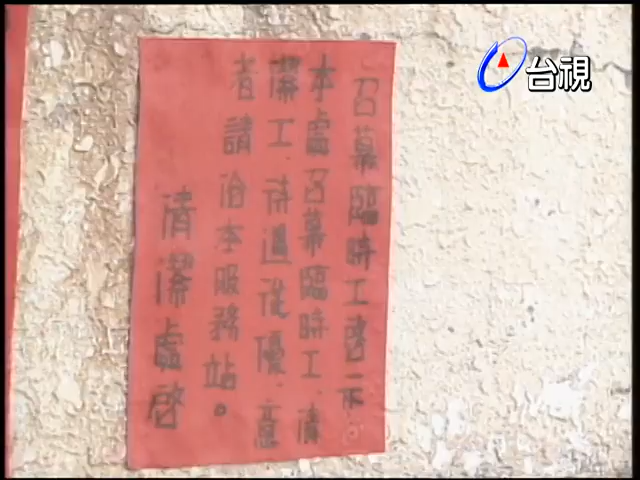 召募臨時工啓示
本處召募臨時工、清
潔工、待遇從優、意
者請洽本服務站。
清潔處啓
台視